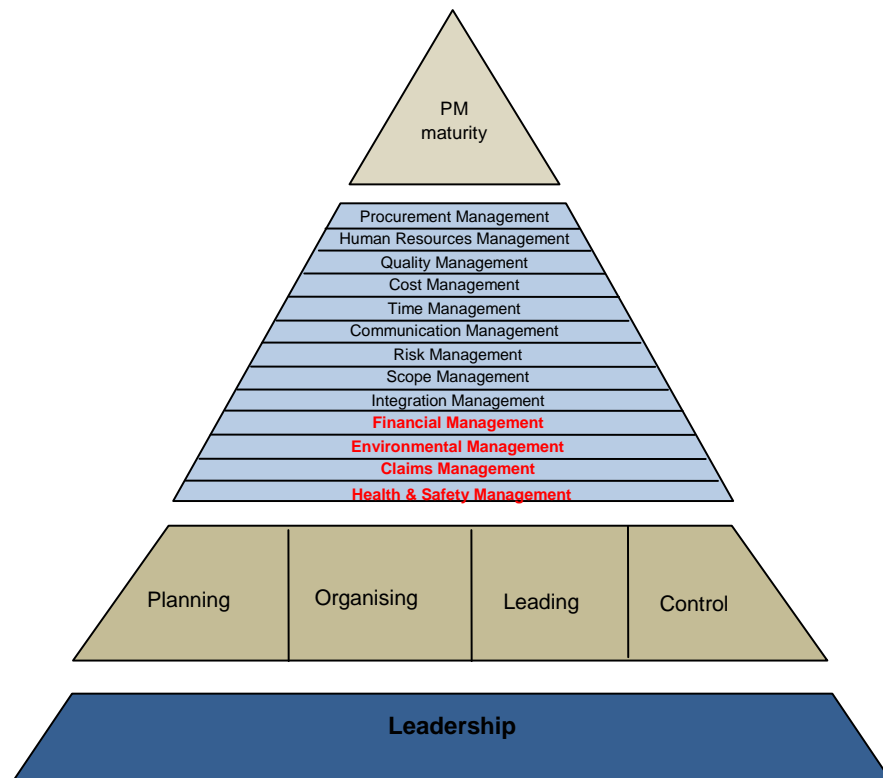 PM
maturity
Procurement Management
Human Resources Management
Quality Management
Cost Management
Time Management
Communication Management
Risk Management
Scope Management
Integration Management
Financial Management
Environmental Management
Claims Management
Health & Safety Management
Planning
Organising
Leading
Control
Leadership